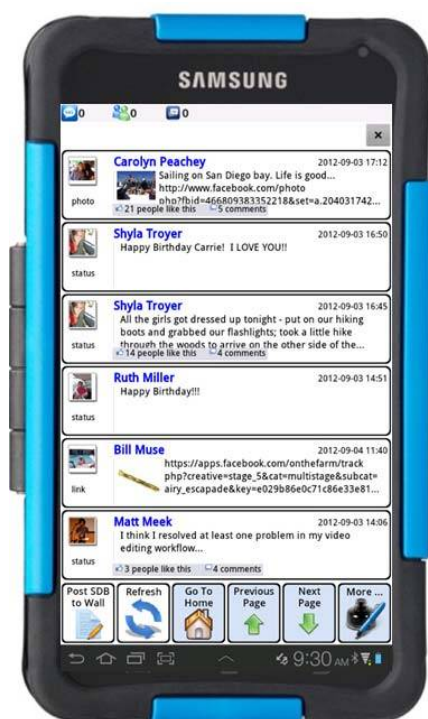 SAMSUNG
0 0 0
×
Carolyn Peachey 2012-09-03 17:12
Sailing on San Diego bay. Life is good...
http://www.facebook.com/photo
php?fbid=466809383352218&set=a.204031742...
photo
21 people like this 5 comments
Shyla Troyer 2012-09-03 16:50
Happy Birthday Carrie! I LOVE YOU!!
status
Shyla Troyer 2012-09-03 16:45
All the girls got dressed up tonight - put on our hiking
boots and grabbed our flashlights; took a little hike
through the woods to arrive on the other side of the...
status
14 people like this 4 comments
Ruth Miller 2012-09-03 14:51
Happy Birthday!!!
status
Bill Muse 2012-09-04 11:40
https://apps.facebook.com/onthefarm/track
php?creative=stage_5&cat=multistage&subcat=
airy_escapade&key=e029b86e0c71c86e33e81...
link
Matt Meek 2012-09-03 14:06
I think I resolved at least one problem in my video
editing workflow...
status
3 people like this 4 comments
Post SDB
to Wall
Refresh
Go To
Home
Previous
Page
Next
Page
More ...
9:30 AM